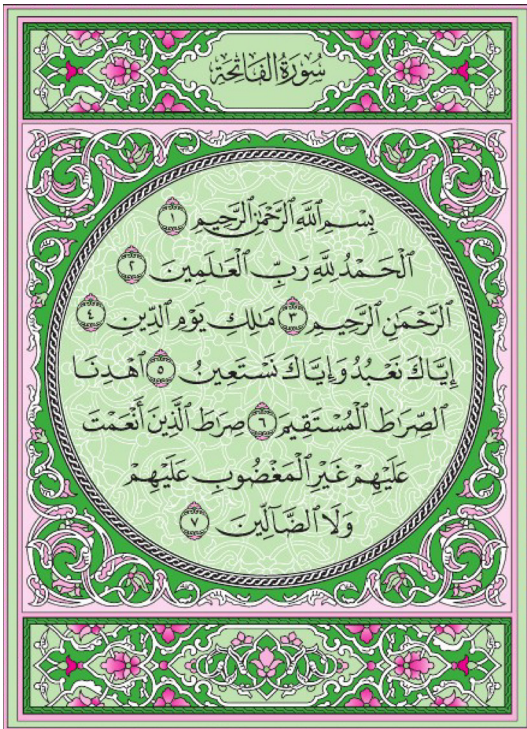 سُورَةُ الفَاتِحَةِ
بِسْمِ ٱللَّهِ ٱلرَّحْمَٰنِ ٱلرَّحِيمِ ١
ٱلْحَمْدُ لِلَّهِ رَبِّ ٱلْعَٰلَمِينَ ٢
ٱلرَّحْمَٰنِ ٱلرَّحِيمِ ٣ مَٰلِكِ يَوْمِ ٱلدِّينِ ٤
إِيَّاكَ نَعْبُدُ وَإِيَّاكَ نَسْتَعِينُ ٥ ٱهْدِنَا
ٱلصِّرَٰطَ ٱلْمُسْتَقِيمَ ٦ صِرَٰطَ ٱلَّذِينَ أَنْعَمْتَ
عَلَيْهِمْ غَيْرِ ٱلْمَغْضُوبِ عَلَيْهِمْ
وَلَا ٱلضَّآلِّينَ ٧